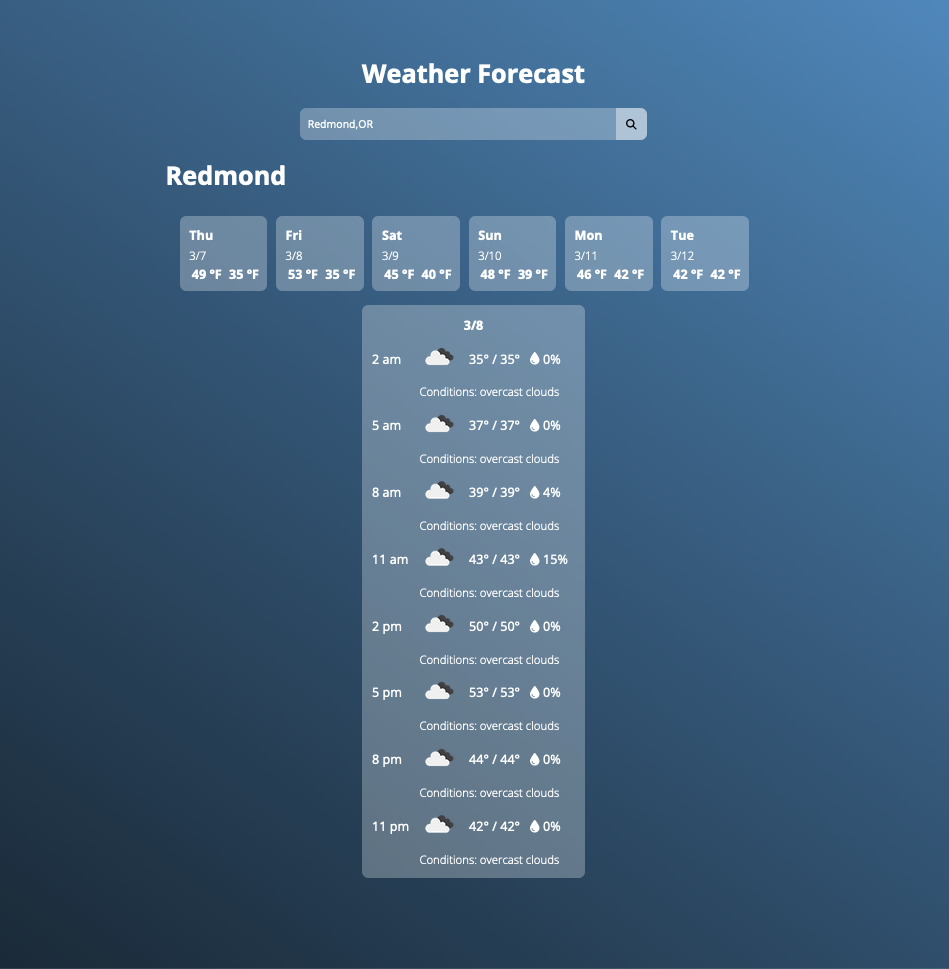 Weather Forecast
Redmond,OR
Redmond
Thu Fri Sat Sun Mon Tue
3/7 3/8 3/9 3/10 3/11 3/12
49 °F 35 °F 53 °F 35 °F 45 °F 40 °F 48 °F 39 °F 46 °F 42 °F 42 °F 42 °F
3/8
2 am 35° / 35° 0%
Conditions: overcast clouds
5 am 37° / 37° 0%
Conditions: overcast clouds
8 am 39° / 39° 4%
Conditions: overcast clouds
11 am 43° / 43° 15%
Conditions: overcast clouds
2 pm 50° / 50° 0%
Conditions: overcast clouds
5 pm 53° / 53° 0%
Conditions: overcast clouds
8 pm 44° / 44° 0%
Conditions: overcast clouds
11 pm 42° / 42° 0%
Conditions: overcast clouds